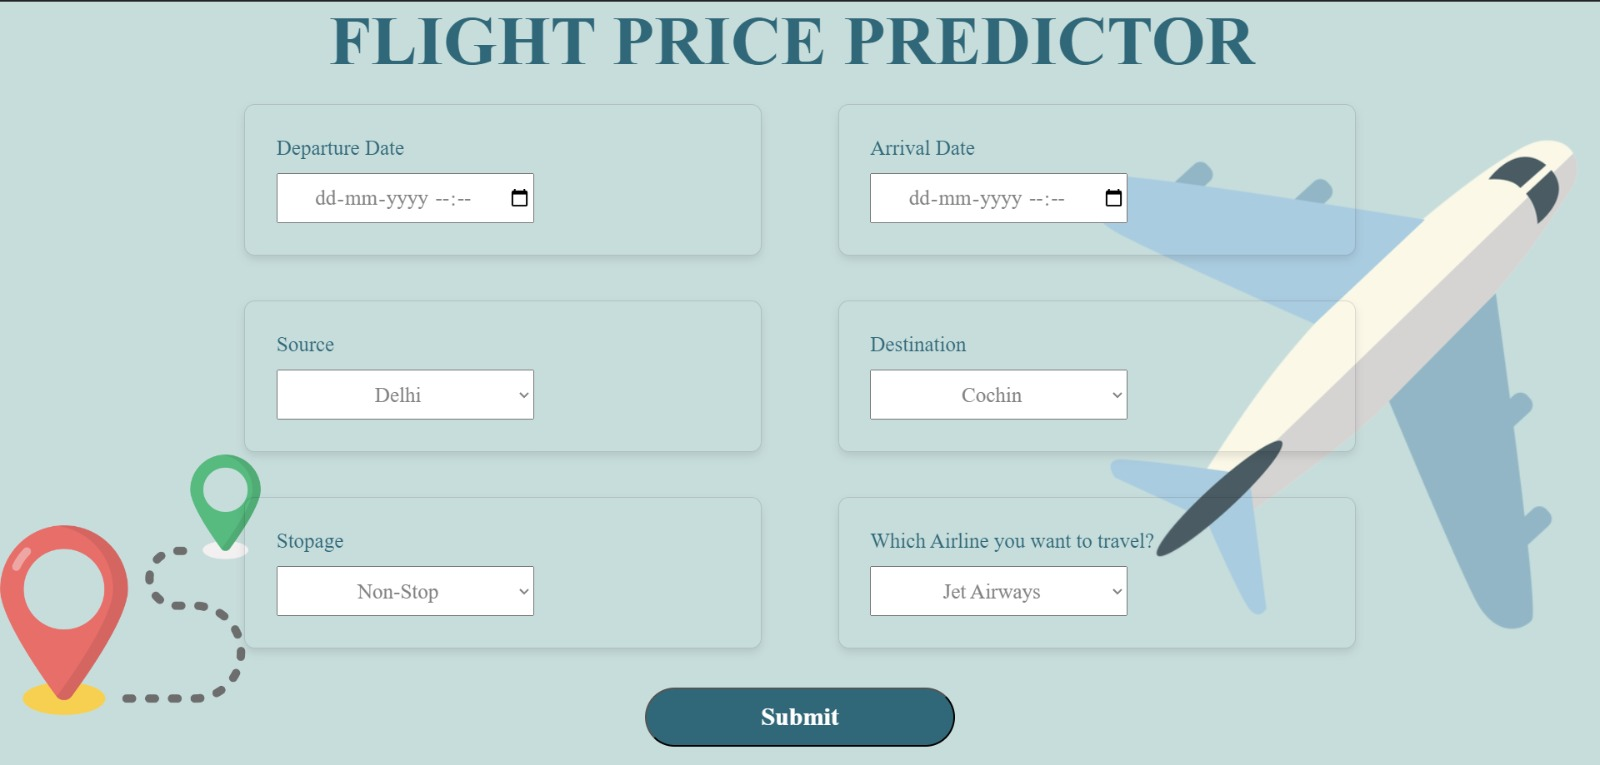 FLIGHT PRICE PREDICTOR
Departure Date
Arrival Date
dd-mm-yyyy --:--
dd-mm-yyyy --:--
Source
Destination
Delhi
Cochin
Stopage
Which Airline you want to travel?
Non-Stop
Jet Airways
Submit